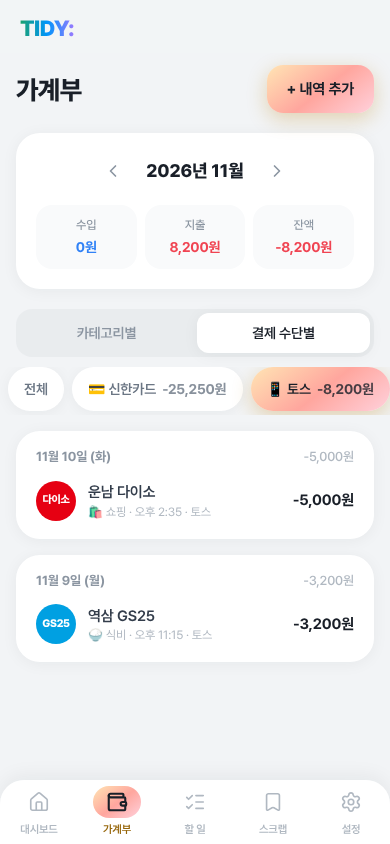 TIDY:
가계부
+ 내역 추가
2026년 11월
수입
0원
지출
8,200원
잔액
-8,200원
카테고리별
결제 수단별
전체
💳 신한카드 -25,250원
📱 토스 -8,200원
11월 10일 (화)
-5,000원
다이소
운남 다이소
🛍️ 쇼핑 · 오후 2:35 · 토스
-5,000원
11월 9일 (월)
-3,200원
GS25
역삼 GS25
🍚 식비 · 오후 11:15 · 토스
-3,200원
대시보드
가계부
할 일
스크랩
설정